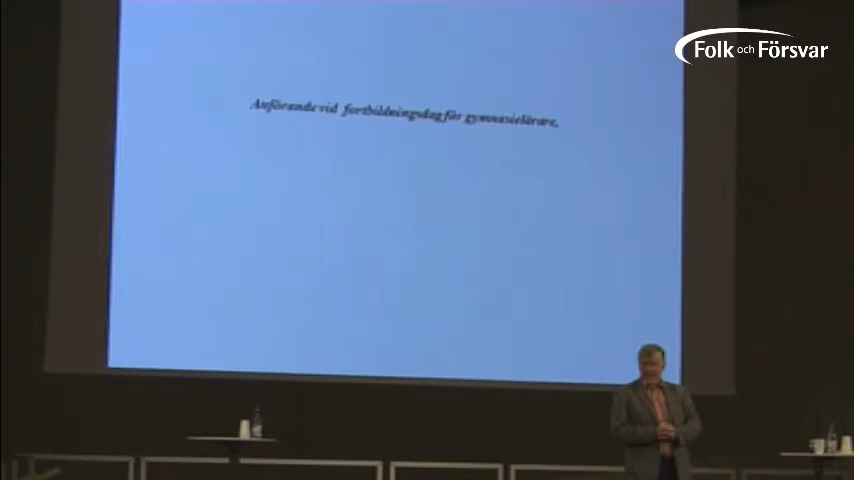 Folk och Försvar
Anförande vid fortbildningsdag för gymnasielärare,